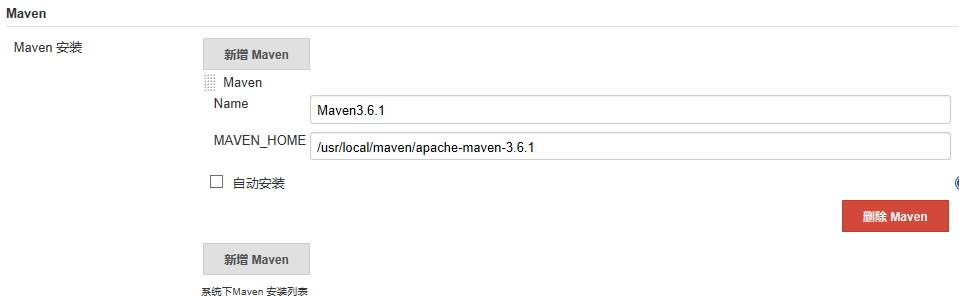 Maven
Maven 安装
新增 Maven
Maven
Name
Maven3.6.1
MAVEN_HOME
/usr/local/maven/apache-maven-3.6.1
自动安装
删除 Maven
新增 Maven
系统下Maven 安装列表